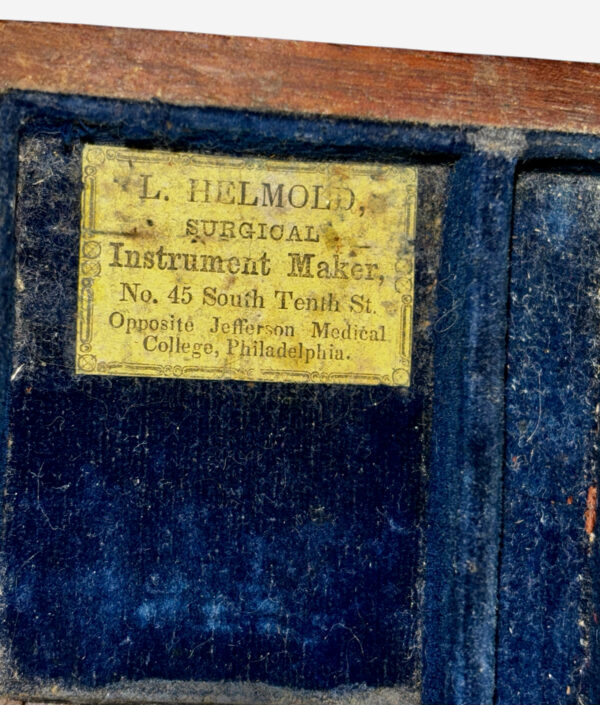 L. HELMOLD,
SURGICAL
Instrument Maker,
No. 45 South Tenth St.
Opposite Jefferson Medical
College, Philadelphia.